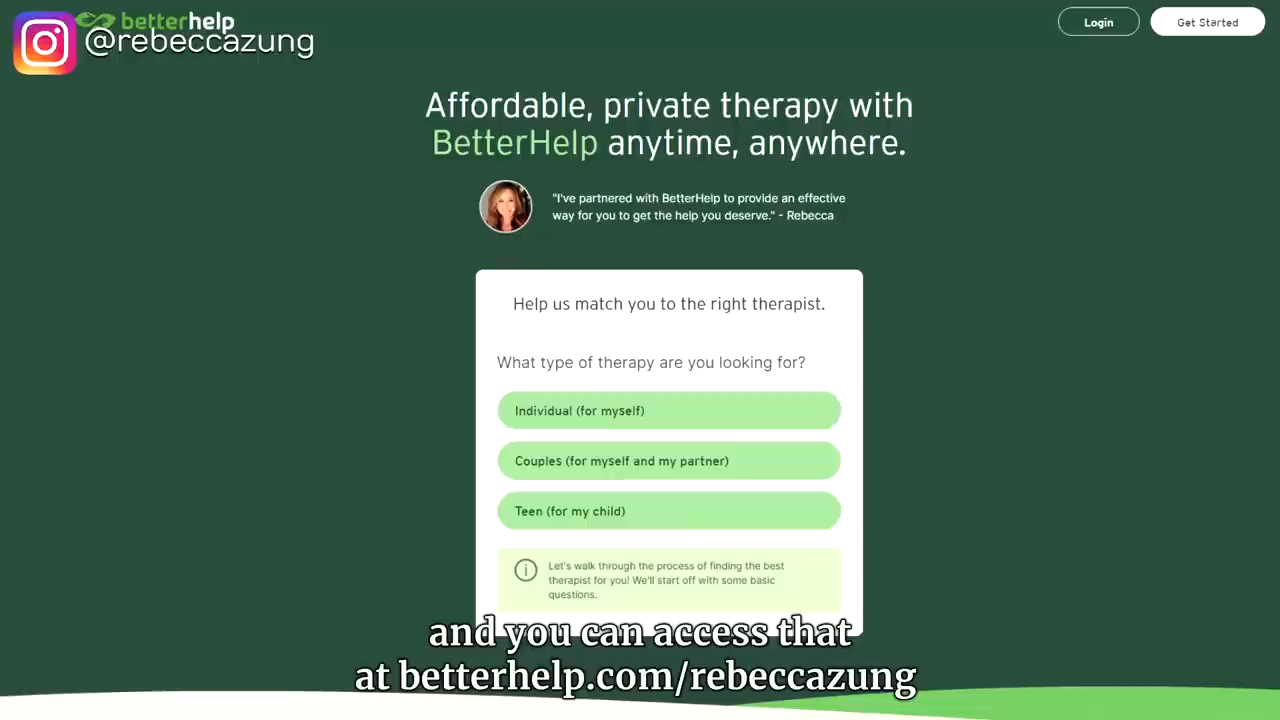 betterhelp
@rebeccazung
Login
Get Started
Affordable, private therapy with
BetterHelp anytime, anywhere.
"I've partnered with BetterHelp to provide an effective
way for you to get the help you deserve." - Rebecca
Help us match you to the right therapist.
What type of therapy are you looking for?
Individual (for myself)
Couples (for myself and my partner)
Teen (for my child)
Let's walk through the process of finding the best
therapist for you! We'll start off with some basic
questions.
and you can access that
at betterhelp.com/rebeccazung